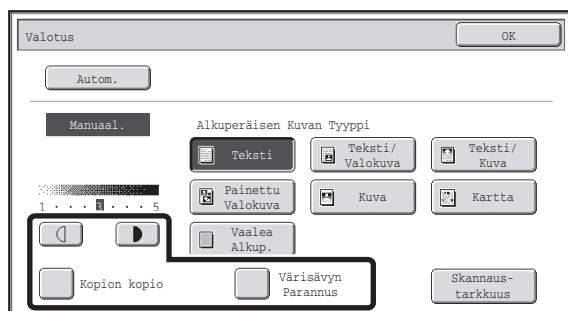 Valotus
OK
Autom.
Manuaal.
Alkuperäisen Kuvan Tyyppi
Teksti
Teksti/
Valokuva
Teksti/
Kuva
Painettu
Valokuva
Kuva
Kartta
1 · · · 3 · · · 5
Vaalea
Alkup.
Kopion kopio
Värisävyn
Parannus
Skannaus-
tarkkuus